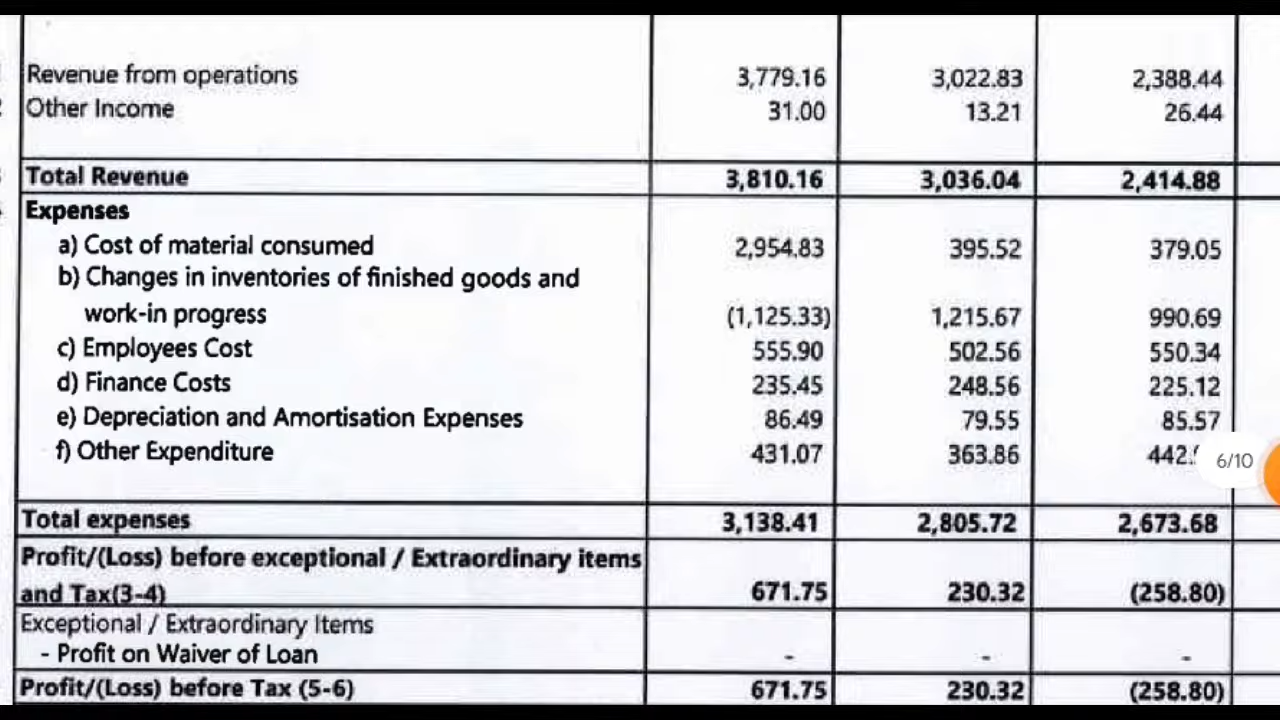 Revenue from operations 3,779.16 3,022.83 2,388.44
Other Income 31.00 13.21 26.44
Total Revenue 3,810.16 3,036.04 2,414.88
Expenses
a) Cost of material consumed 2,954.83 395.52 379.05
b) Changes in inventories of finished goods and
work-in progress (1,125.33) 1,215.67 990.69
c) Employees Cost 555.90 502.56 550.34
d) Finance Costs 235.45 248.56 225.12
e) Depreciation and Amortisation Expenses 86.49 79.55 85.57
f) Other Expenditure 431.07 363.86 442.
6/10
Total expenses 3,138.41 2,805.72 2,673.68
Profit/(Loss) before exceptional / Extraordinary items
and Tax(3-4) 671.75 230.32 (258.80)
Exceptional / Extraordinary Items
- Profit on Waiver of Loan - - -
Profit/(Loss) before Tax (5-6) 671.75 230.32 (258.80)